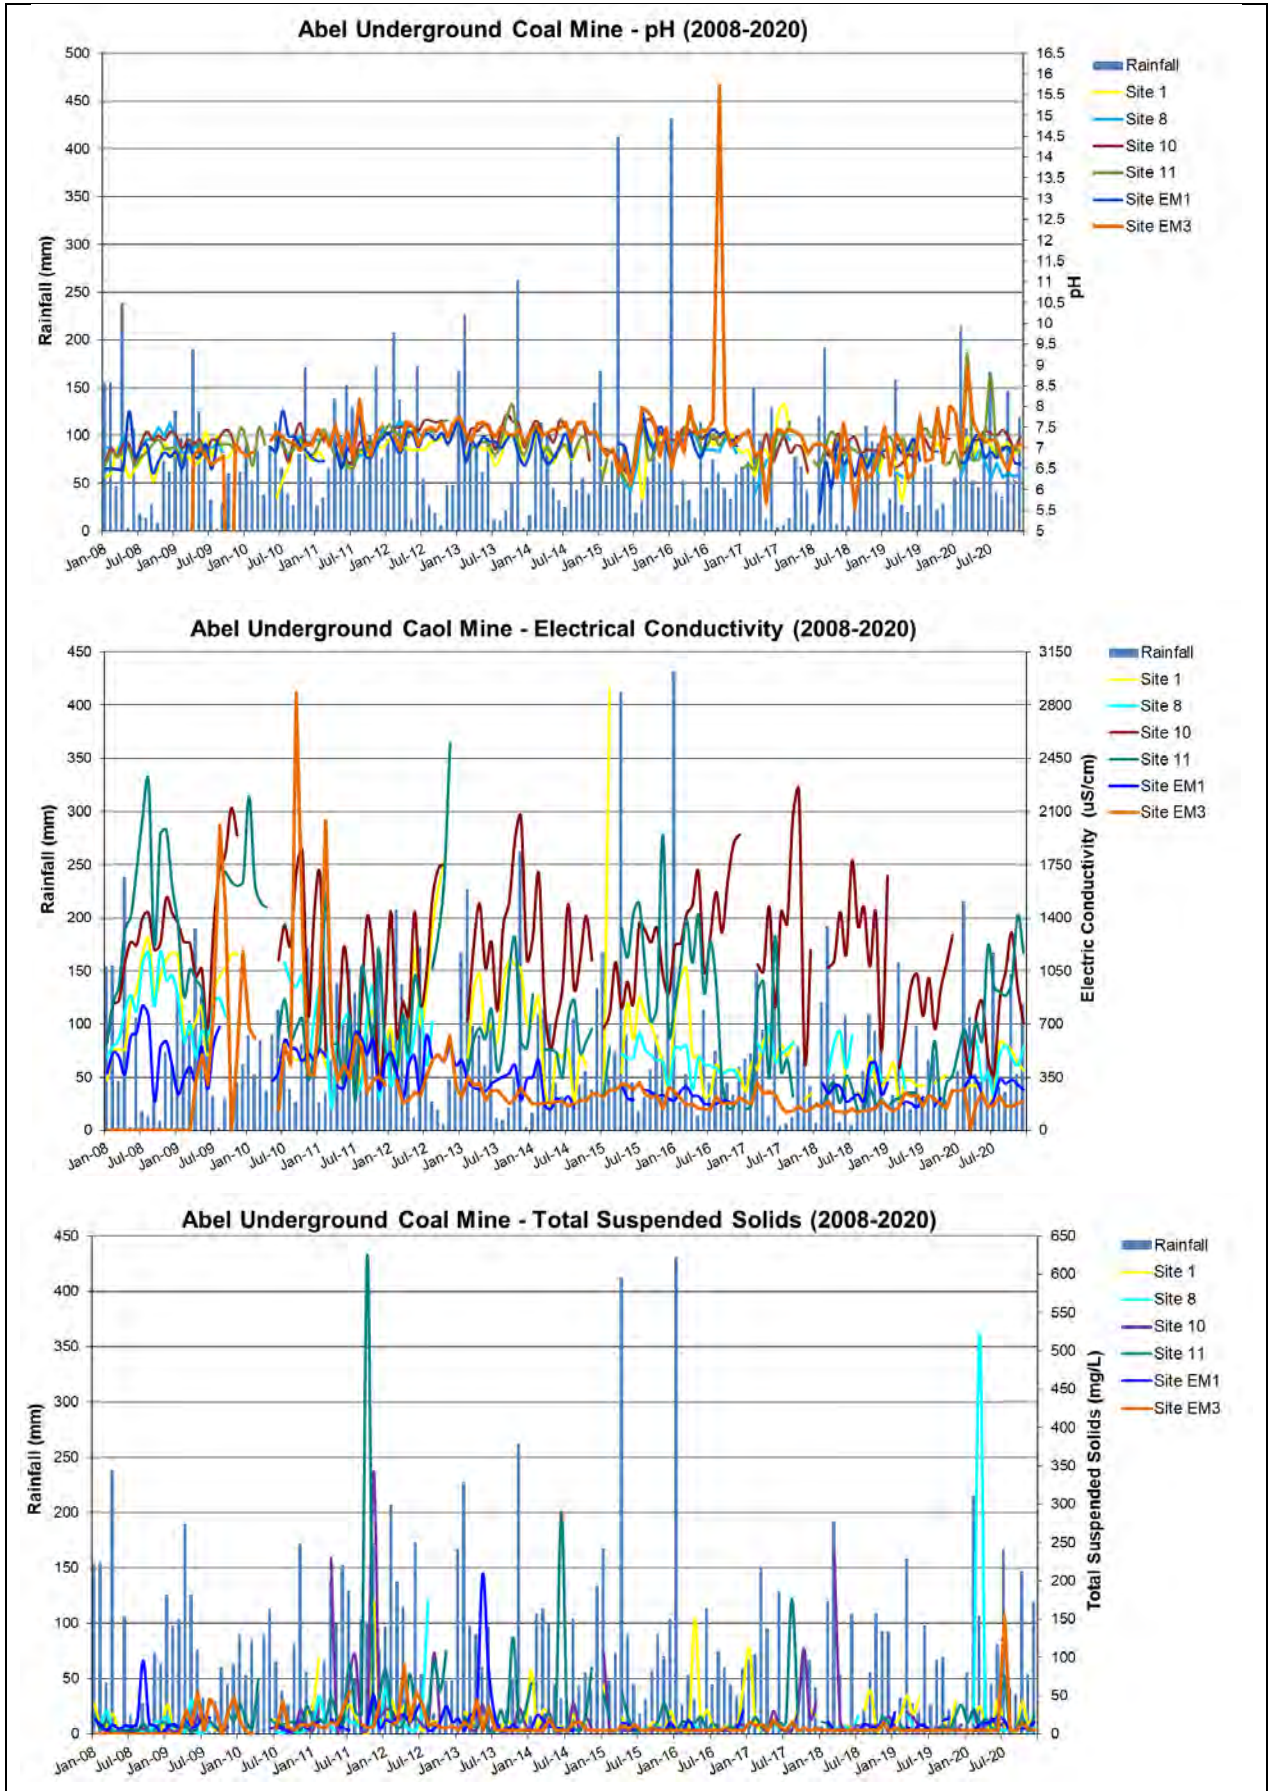 Abel Underground Coal Mine - pH (2008-2020)
500
450
400
350
300
250
200
150
100
50
0
Rainfall (mm)
16.5
16
15.5
15
14.5
14
13.5
13
12.5
12
11.5
11
10.5
10
9.5
9
8.5
8
7.5
7
6.5
6
5.5
5
pH
Rainfall
Site 1
Site 8
Site 10
Site 11
Site EM1
Site EM3
Jan-08 Jul-08 Jan-09 Jul-09 Jan-10 Jul-10 Jan-11 Jul-11 Jan-12 Jul-12 Jan-13 Jul-13 Jan-14 Jul-14 Jan-15 Jul-15 Jan-16 Jul-16 Jan-17 Jul-17 Jan-18 Jul-18 Jan-19 Jul-19 Jan-20 Jul-20
Abel Underground Caol Mine - Electrical Conductivity (2008-2020)
450
400
350
300
250
200
150
100
50
0
Rainfall (mm)
3150
2800
2450
2100
1750
1400
1050
700
350
0
Electric Conductivity (uS/cm)
Rainfall
Site 1
Site 8
Site 10
Site 11
Site EM1
Site EM3
Jan-08 Jul-08 Jan-09 Jul-09 Jan-10 Jul-10 Jan-11 Jul-11 Jan-12 Jul-12 Jan-13 Jul-13 Jan-14 Jul-14 Jan-15 Jul-15 Jan-16 Jul-16 Jan-17 Jul-17 Jan-18 Jul-18 Jan-19 Jul-19 Jan-20 Jul-20
Abel Underground Coal Mine - Total Suspended Solids (2008-2020)
450
400
350
300
250
200
150
100
50
0
Rainfall (mm)
650
600
550
500
450
400
350
300
250
200
150
100
50
0
Total Suspended Solids (mg/L)
Rainfall
Site 1
Site 8
Site 10
Site 11
Site EM1
Site EM3
Jan-08 Jul-08 Jan-09 Jul-09 Jan-10 Jul-10 Jan-11 Jul-11 Jan-12 Jul-12 Jan-13 Jul-13 Jan-14 Jul-14 Jan-15 Jul-15 Jan-16 Jul-16 Jan-17 Jul-17 Jan-18 Jul-18 Jan-19 Jul-19 Jan-20 Jul-20